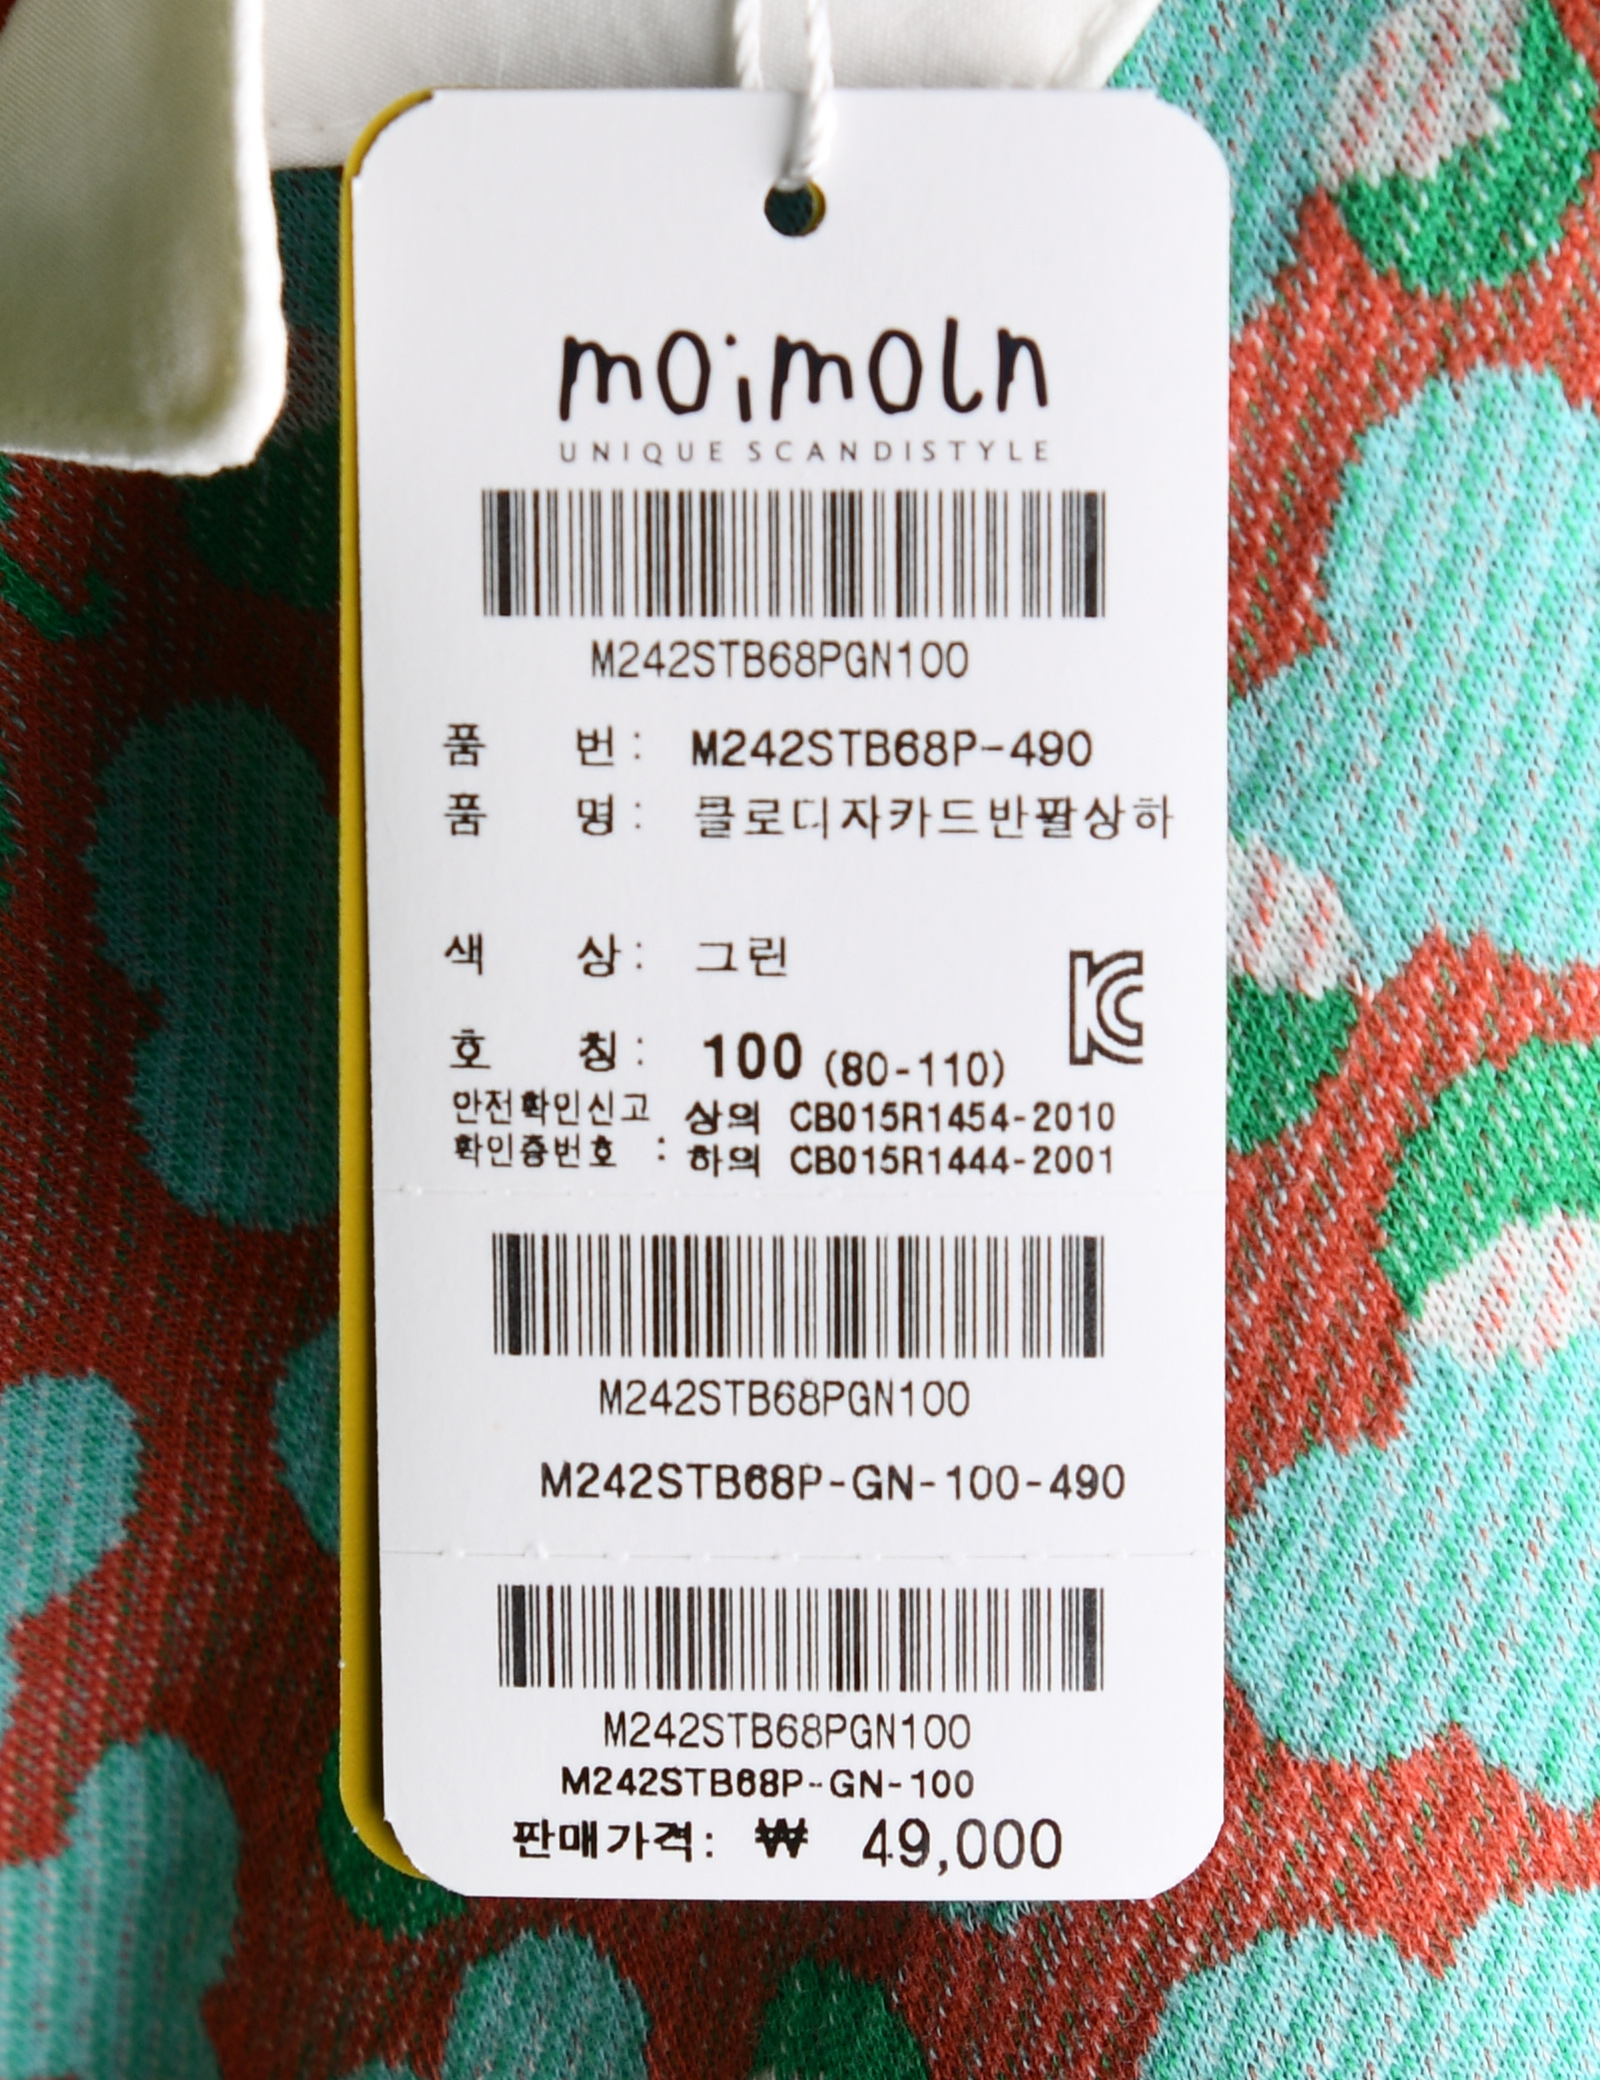 moimoln
UNIQUE SCANDISTYLE
M242STB68PGN100
품 번: M242STB68P-490
품 명: 클로디자카드반팔상하
색 상: 그린
호 칭: 100 (80-110)
안전확인신고 상의 CB015R1454-2010
확인증번호 : 하의 CB015R1444-2001
M242STB68PGN100
M242STB68P-GN-100-490
M242STB68PGN100
M242STB68P-GN-100
판매가격: ₩ 49,000